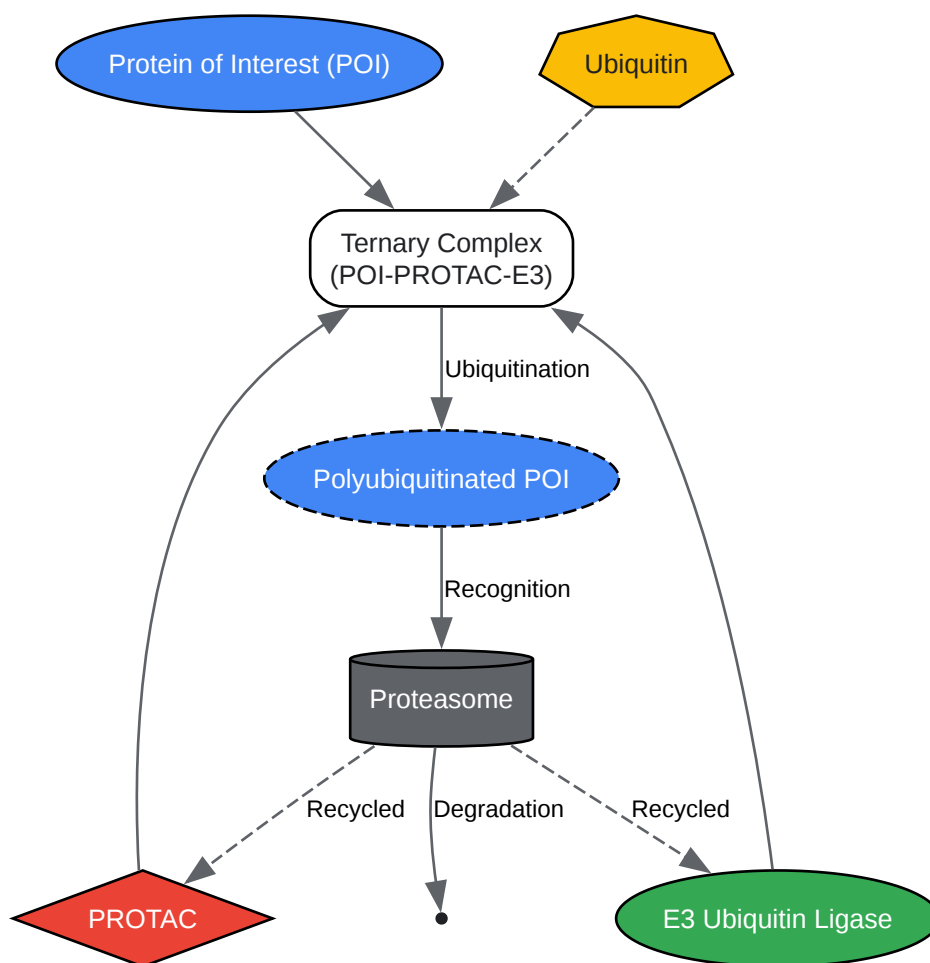 Protein of Interest (POI)
Ubiquitin
Ternary Complex
(POI-PROTAC-E3)
Ubiquitination
Polyubiquitinated POI
Recognition
Proteasome
Recycled
Degradation
Recycled
PROTAC
E3 Ubiquitin Ligase